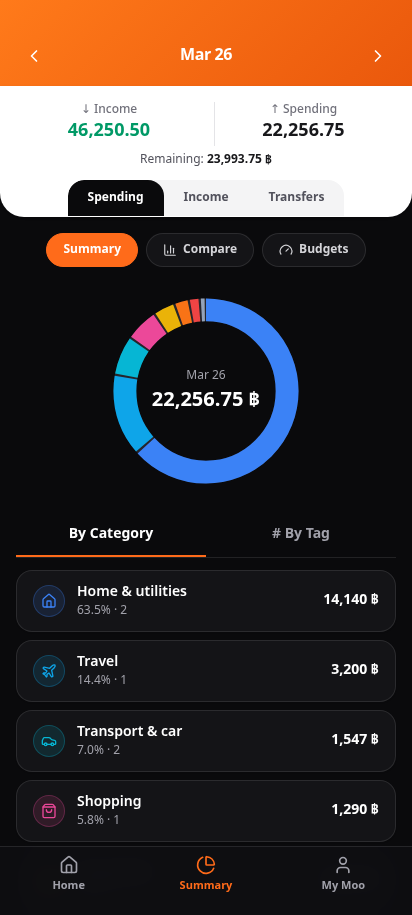 Mar 26
↓ Income
↑ Spending
46,250.50
22,256.75
Remaining: 23,993.75 ฿
Spending
Income
Transfers
Summary
Compare
Budgets
Mar 26
22,256.75 ฿
By Category
# By Tag
Home & utilities
14,140 ฿
63.5% · 2
Travel
3,200 ฿
14.4% · 1
Transport & car
1,547 ฿
7.0% · 2
Shopping
1,290 ฿
5.8% · 1
Home
Summary
My Moo